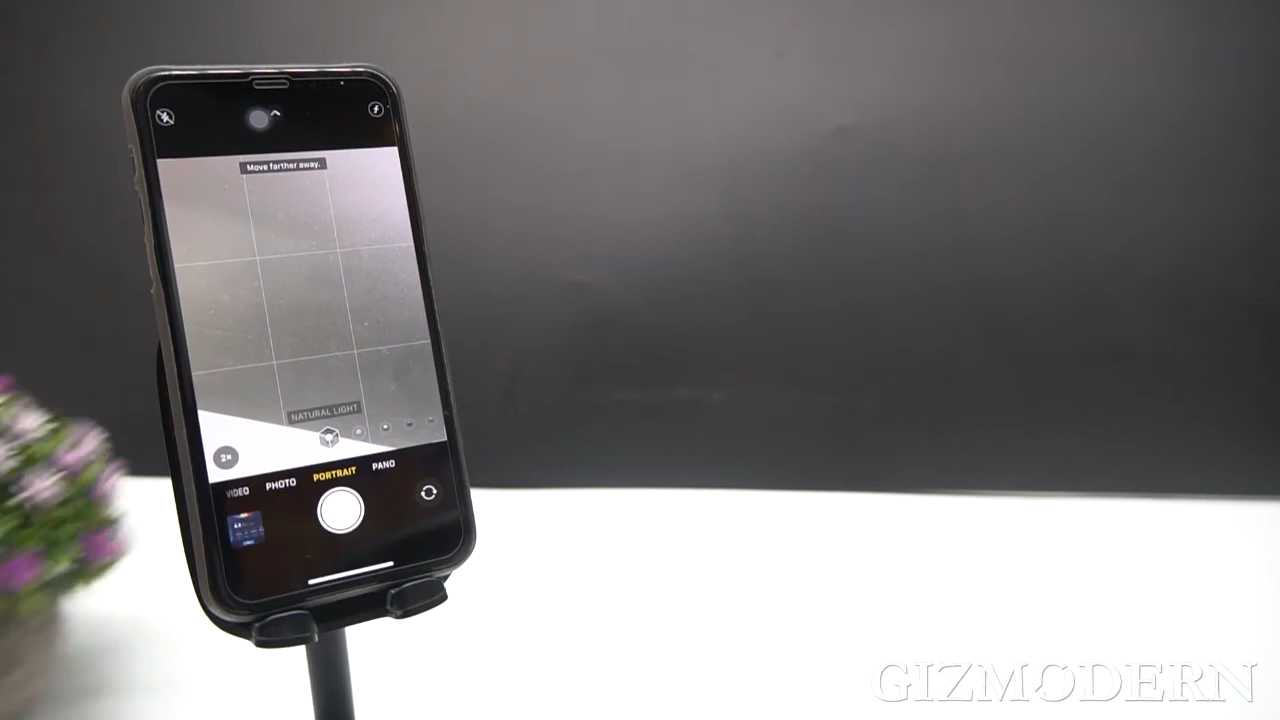 Move farther away.
NATURAL LIGHT
2×
VIDEO PHOTO PORTRAIT PANO
GIZMODERN